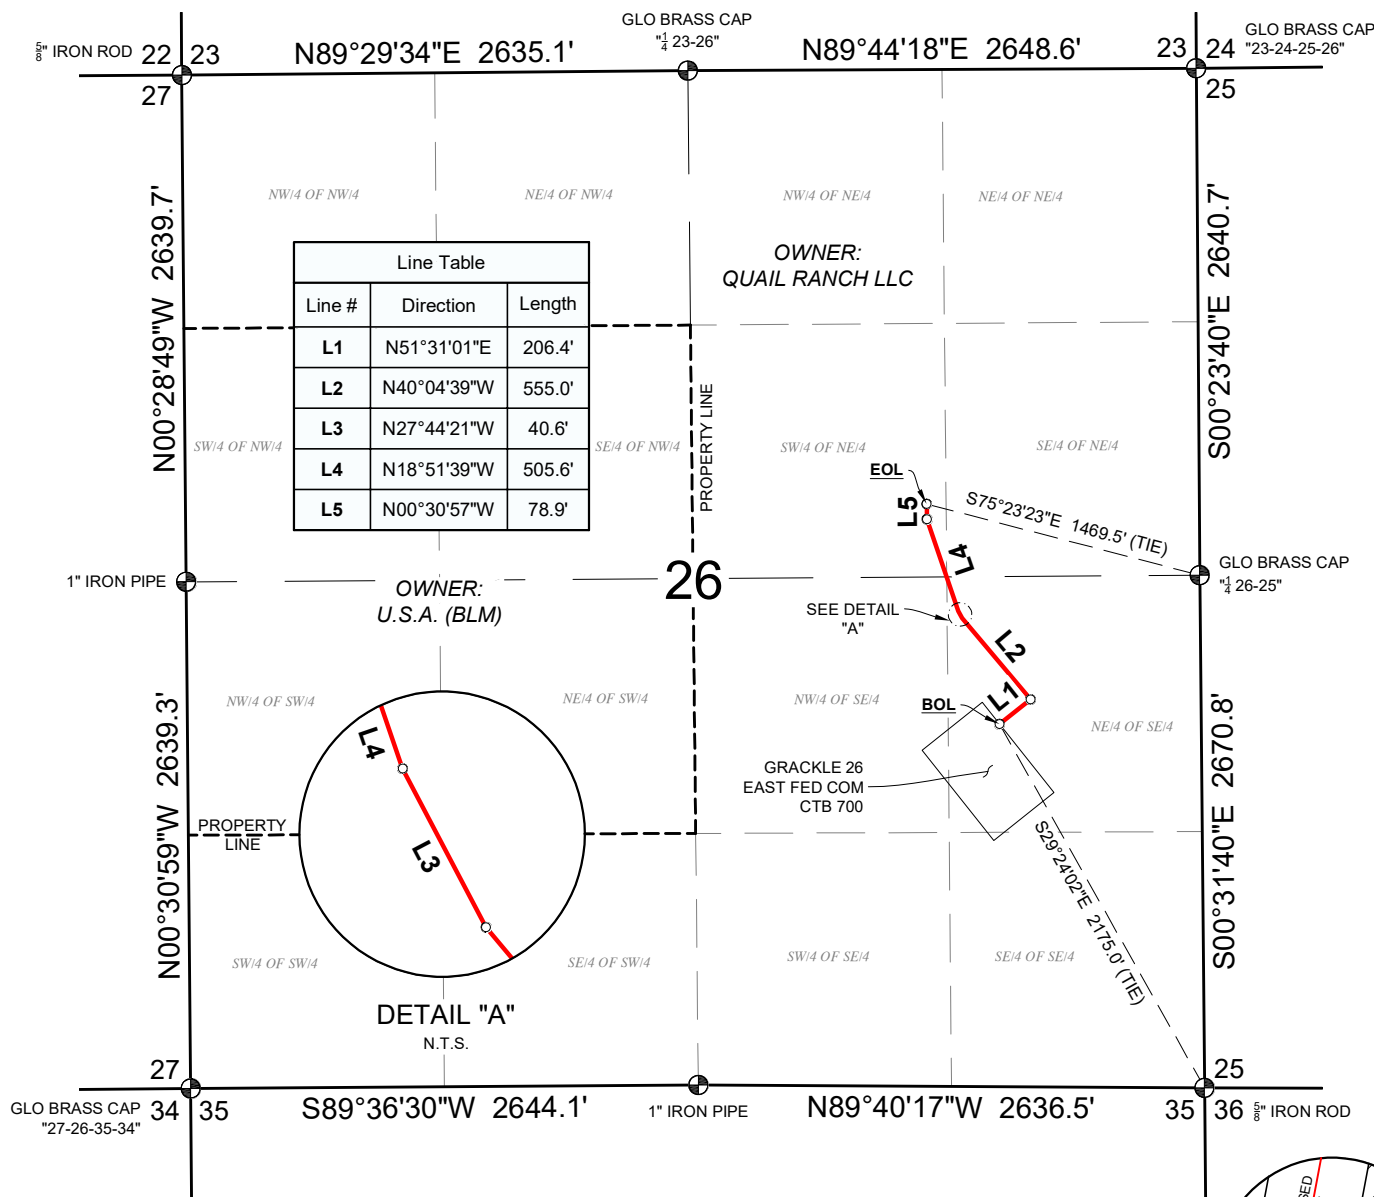 GLO BRASS CAP
"1/4 23-26"
5/8" IRON ROD
22
23
27
N89°29'34"E 2635.1'
N89°44'18"E 2648.6'
23
24
25
GLO BRASS CAP
"23-24-25-26"
N00°28'49"W 2639.7'
NW/4 OF NW/4
NE/4 OF NW/4
NW/4 OF NE/4
NE/4 OF NE/4
S00°23'40"E 2640.7'
OWNER:
QUAIL RANCH LLC
Line Table
Line # Direction Length
L1 N51°31'01"E 206.4'
L2 N40°04'39"W 555.0'
L3 N27°44'21"W 40.6'
L4 N18°51'39"W 505.6'
L5 N00°30'57"W 78.9'
PROPERTY LINE
SW/4 OF NW/4
SE/4 OF NW/4
SW/4 OF NE/4
SE/4 OF NE/4
EOL
L5
S75°23'23"E 1469.5' (TIE)
L4
1" IRON PIPE
OWNER:
U.S.A. (BLM)
26
GLO BRASS CAP
"1/4 26-25"
SEE DETAIL
"A"
L2
L1
BOL
NW/4 OF SW/4
NE/4 OF SW/4
NW/4 OF SE/4
NE/4 OF SE/4
N00°30'59"W 2639.3'
S00°31'40"E 2670.8'
GRACKLE 26
EAST FED COM
CTB 700
L4
L3
PROPERTY
LINE
S29°24'02"E 2175.0' (TIE)
SW/4 OF SW/4
SE/4 OF SW/4
SW/4 OF SE/4
SE/4 OF SE/4
DETAIL "A"
N.T.S.
27
34
35
GLO BRASS CAP
"27-26-35-34"
S89°36'30"W 2644.1'
1" IRON PIPE
N89°40'17"W 2636.5'
25
35
36
5/8" IRON ROD